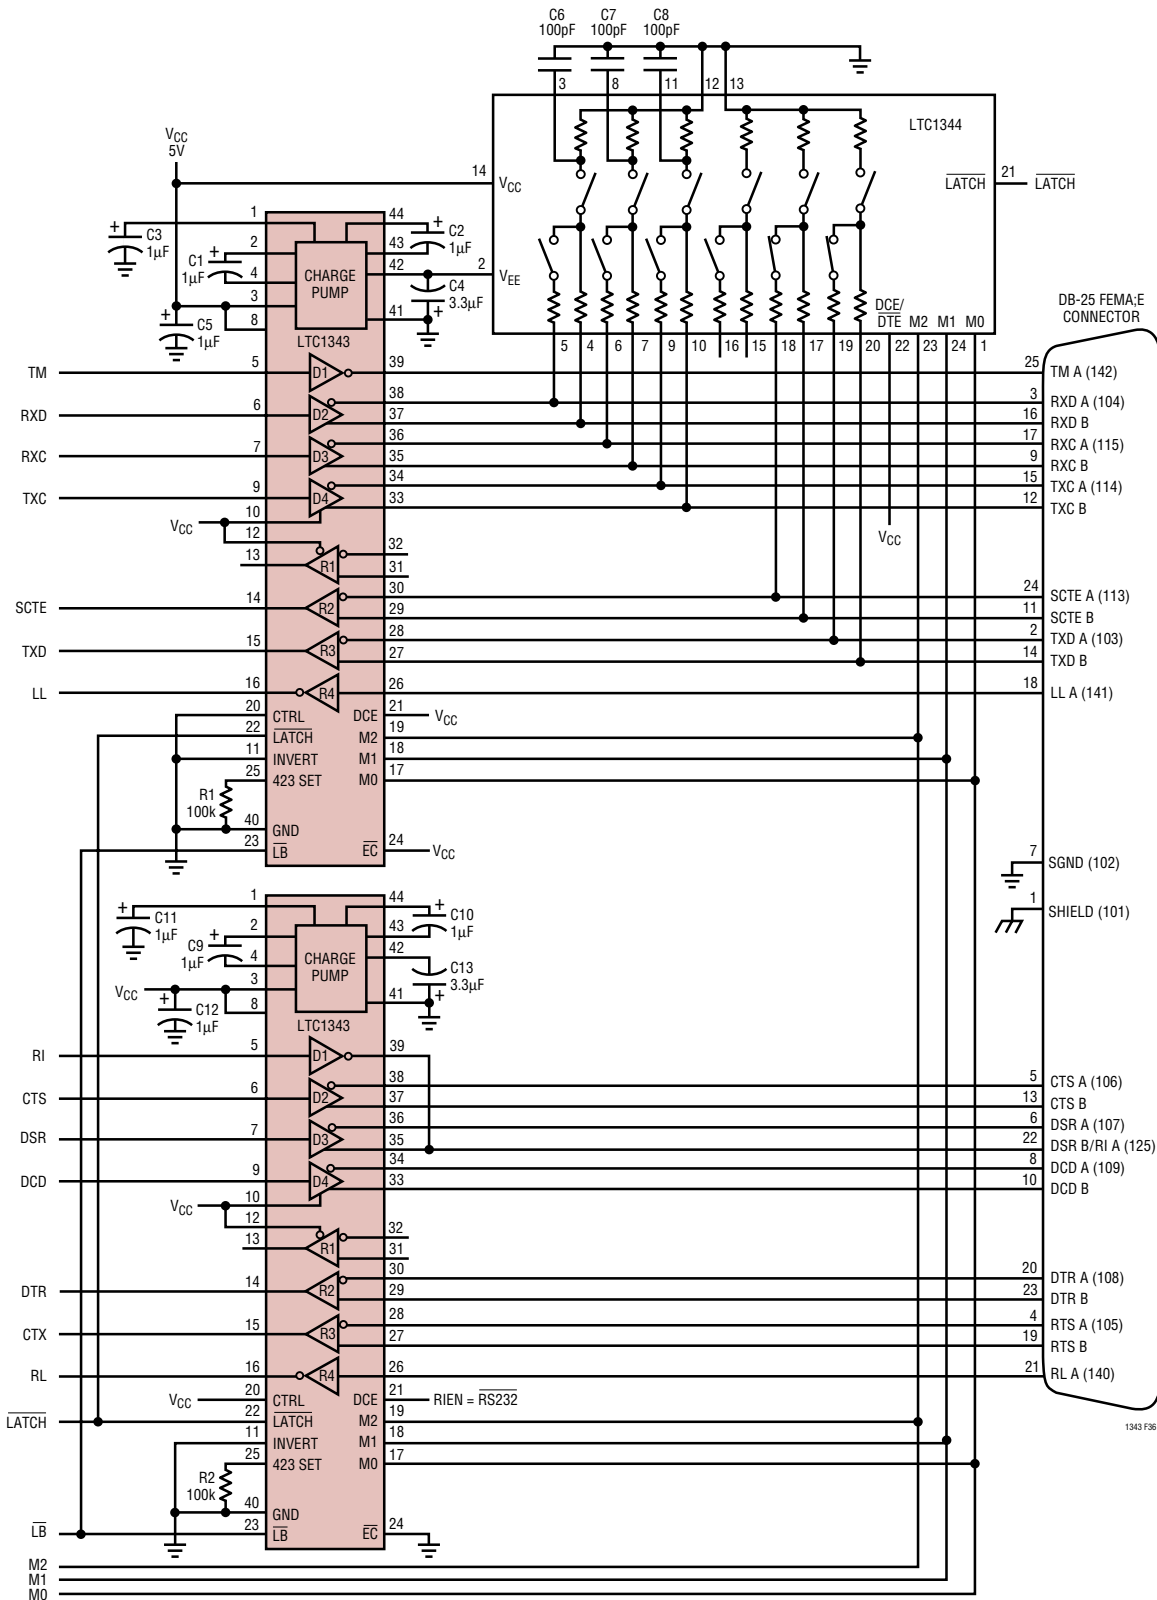 C6
100pF
C7
100pF
C8
100pF
3
8
11
12
13
LTC1344
VCC
5V
14
VCC
LATCH
21
LATCH
1
44
C3
1µF
2
43
C2
1µF
C1
1µF
4
42
CHARGE
PUMP
2
VEE
3
C4
3.3µF
8
41
C5
1µF
LTC1343
DCE/
DTE
M2
M1
M0
5
4
6
7
9
10
16
15
18
17
19
20
22
23
24
1
DB-25 FEMA;E
CONNECTOR
TM
5
D1
39
25
TM A (142)
38
3
RXD A (104)
RXD
6
D2
37
16
RXD B
36
17
RXC A (115)
RXC
7
D3
35
9
RXC B
34
15
TXC A (114)
TXC
9
D4
33
12
TXC B
VCC
10
12
VCC
13
R1
32
31
30
24
SCTE A (113)
SCTE
14
R2
29
11
SCTE B
28
2
TXD A (103)
TXD
15
R3
27
14
TXD B
LL
16
R4
26
18
LL A (141)
20
CTRL
DCE
21
VCC
22
LATCH
M2
19
11
INVERT
M1
18
25
423 SET
M0
17
R1
100k
40
GND
23
LB
EC
24
VCC
7
SGND (102)
1
SHIELD (101)
1
44
C11
1µF
2
43
C10
1µF
C9
1µF
4
42
CHARGE
PUMP
VCC
3
C13
3.3µF
8
41
C12
1µF
LTC1343
RI
5
D1
39
38
5
CTS A (106)
CTS
6
D2
37
13
CTS B
36
6
DSR A (107)
DSR
7
D3
35
22
DSR B/RI A (125)
34
8
DCD A (109)
DCD
9
D4
33
10
DCD B
VCC
10
12
13
R1
32
31
30
20
DTR A (108)
DTR
14
R2
29
23
DTR B
28
4
RTS A (105)
CTX
15
R3
27
19
RTS B
RL
16
R4
26
21
RL A (140)
VCC
20
CTRL
DCE
21
RIEN = RS232
LATCH
22
LATCH
M2
19
11
INVERT
M1
18
25
423 SET
M0
17
1343 F36
R2
100k
40
GND
LB
23
LB
EC
24
M2
M1
M0